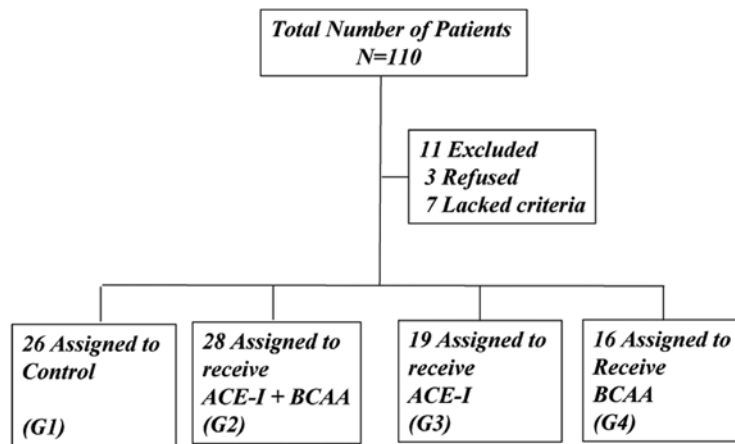 Total Number of Patients
N=110
11 Excluded
3 Refused
7 Lacked criteria
26 Assigned to
Control
(G1)
28 Assigned to
receive
ACE-I + BCAA
(G2)
19 Assigned to
receive
ACE-I
(G3)
16 Assigned to
Receive
BCAA
(G4)